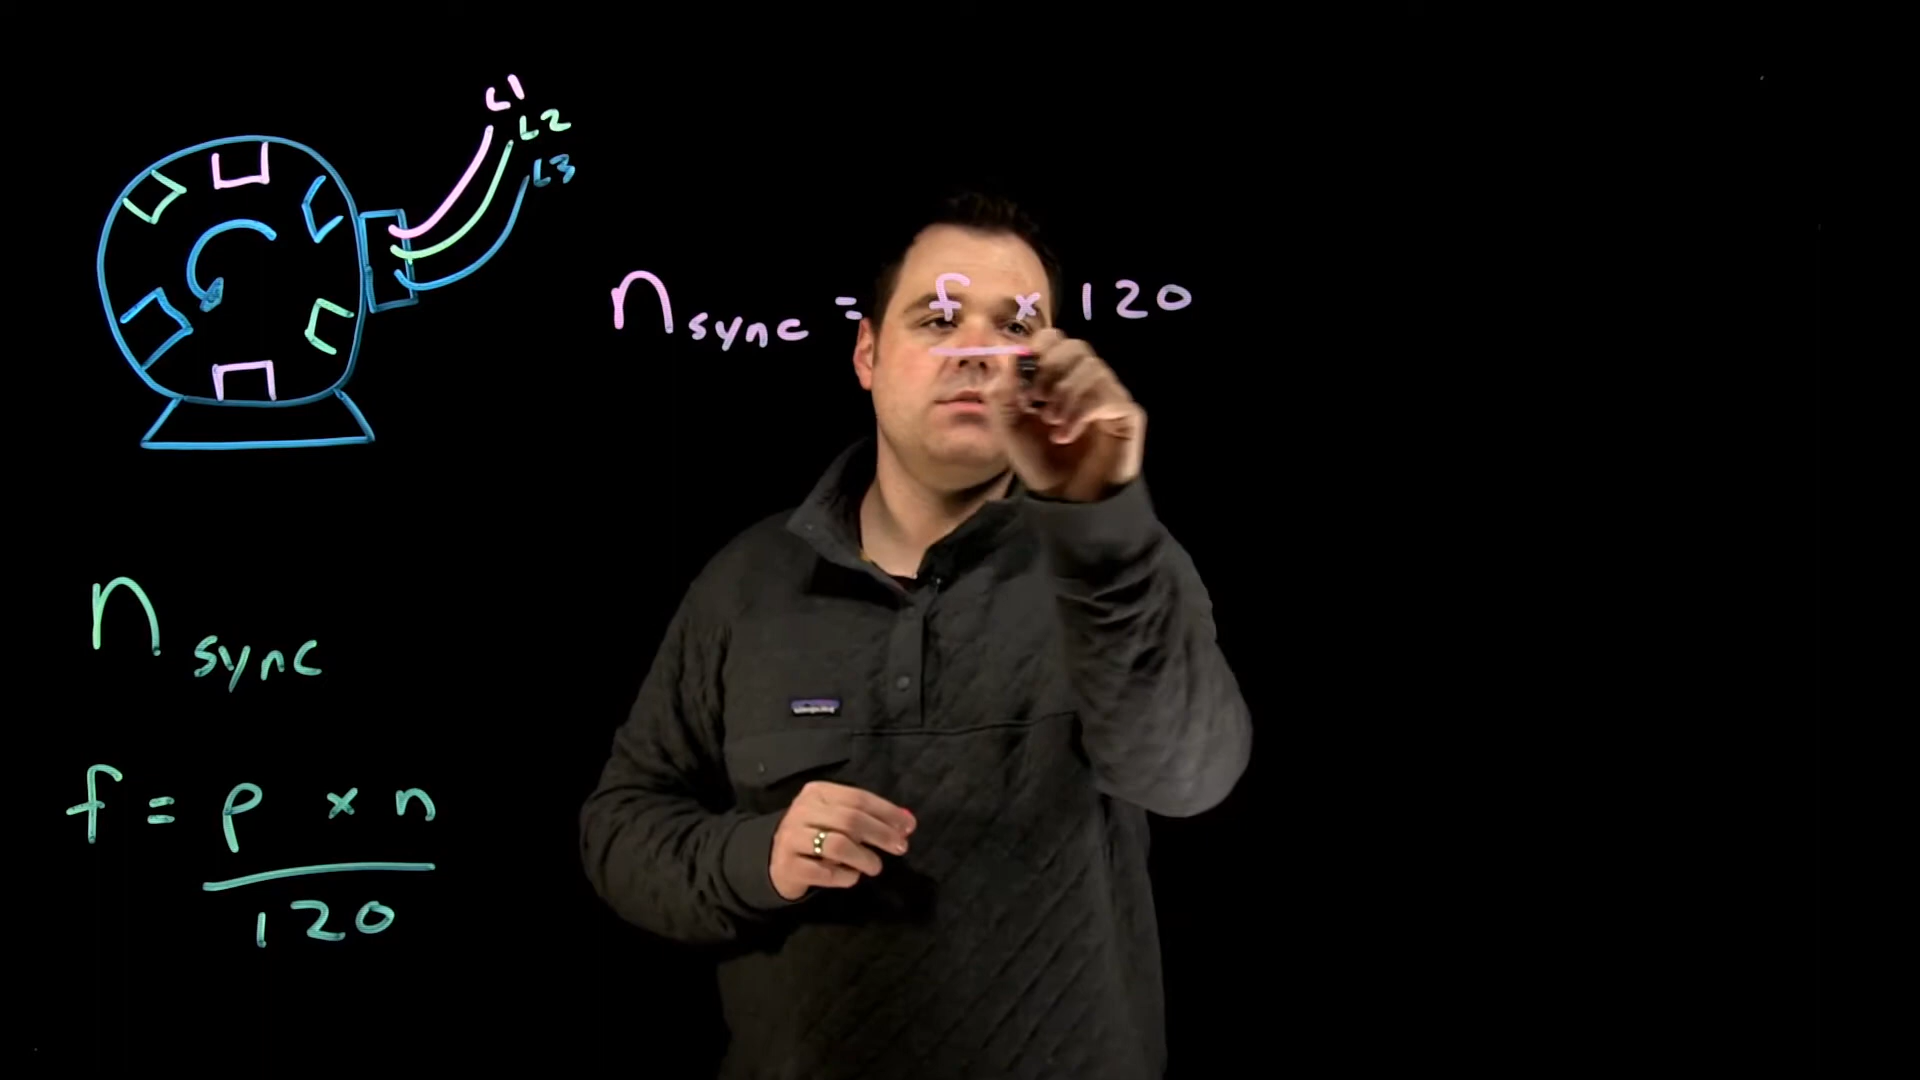 L1
L2
L3
n sync = f x 120
n sync
f = p x n
120